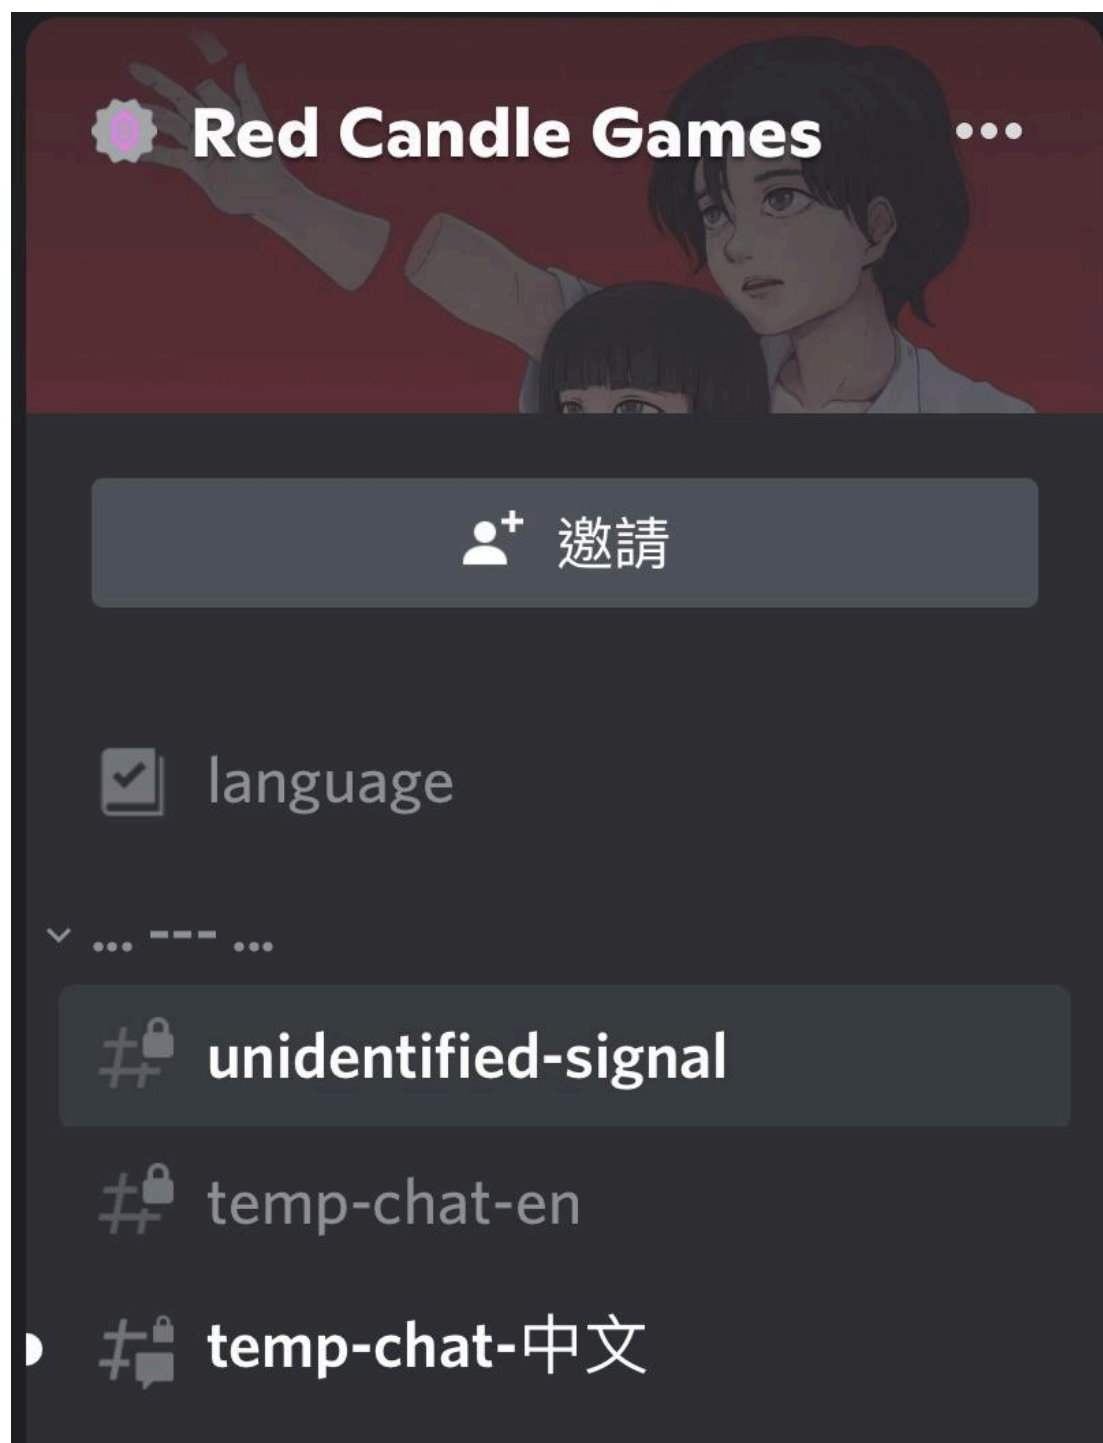 Red Candle Games
邀請
language
... --- ...
unidentified-signal
temp-chat-en
temp-chat-中文